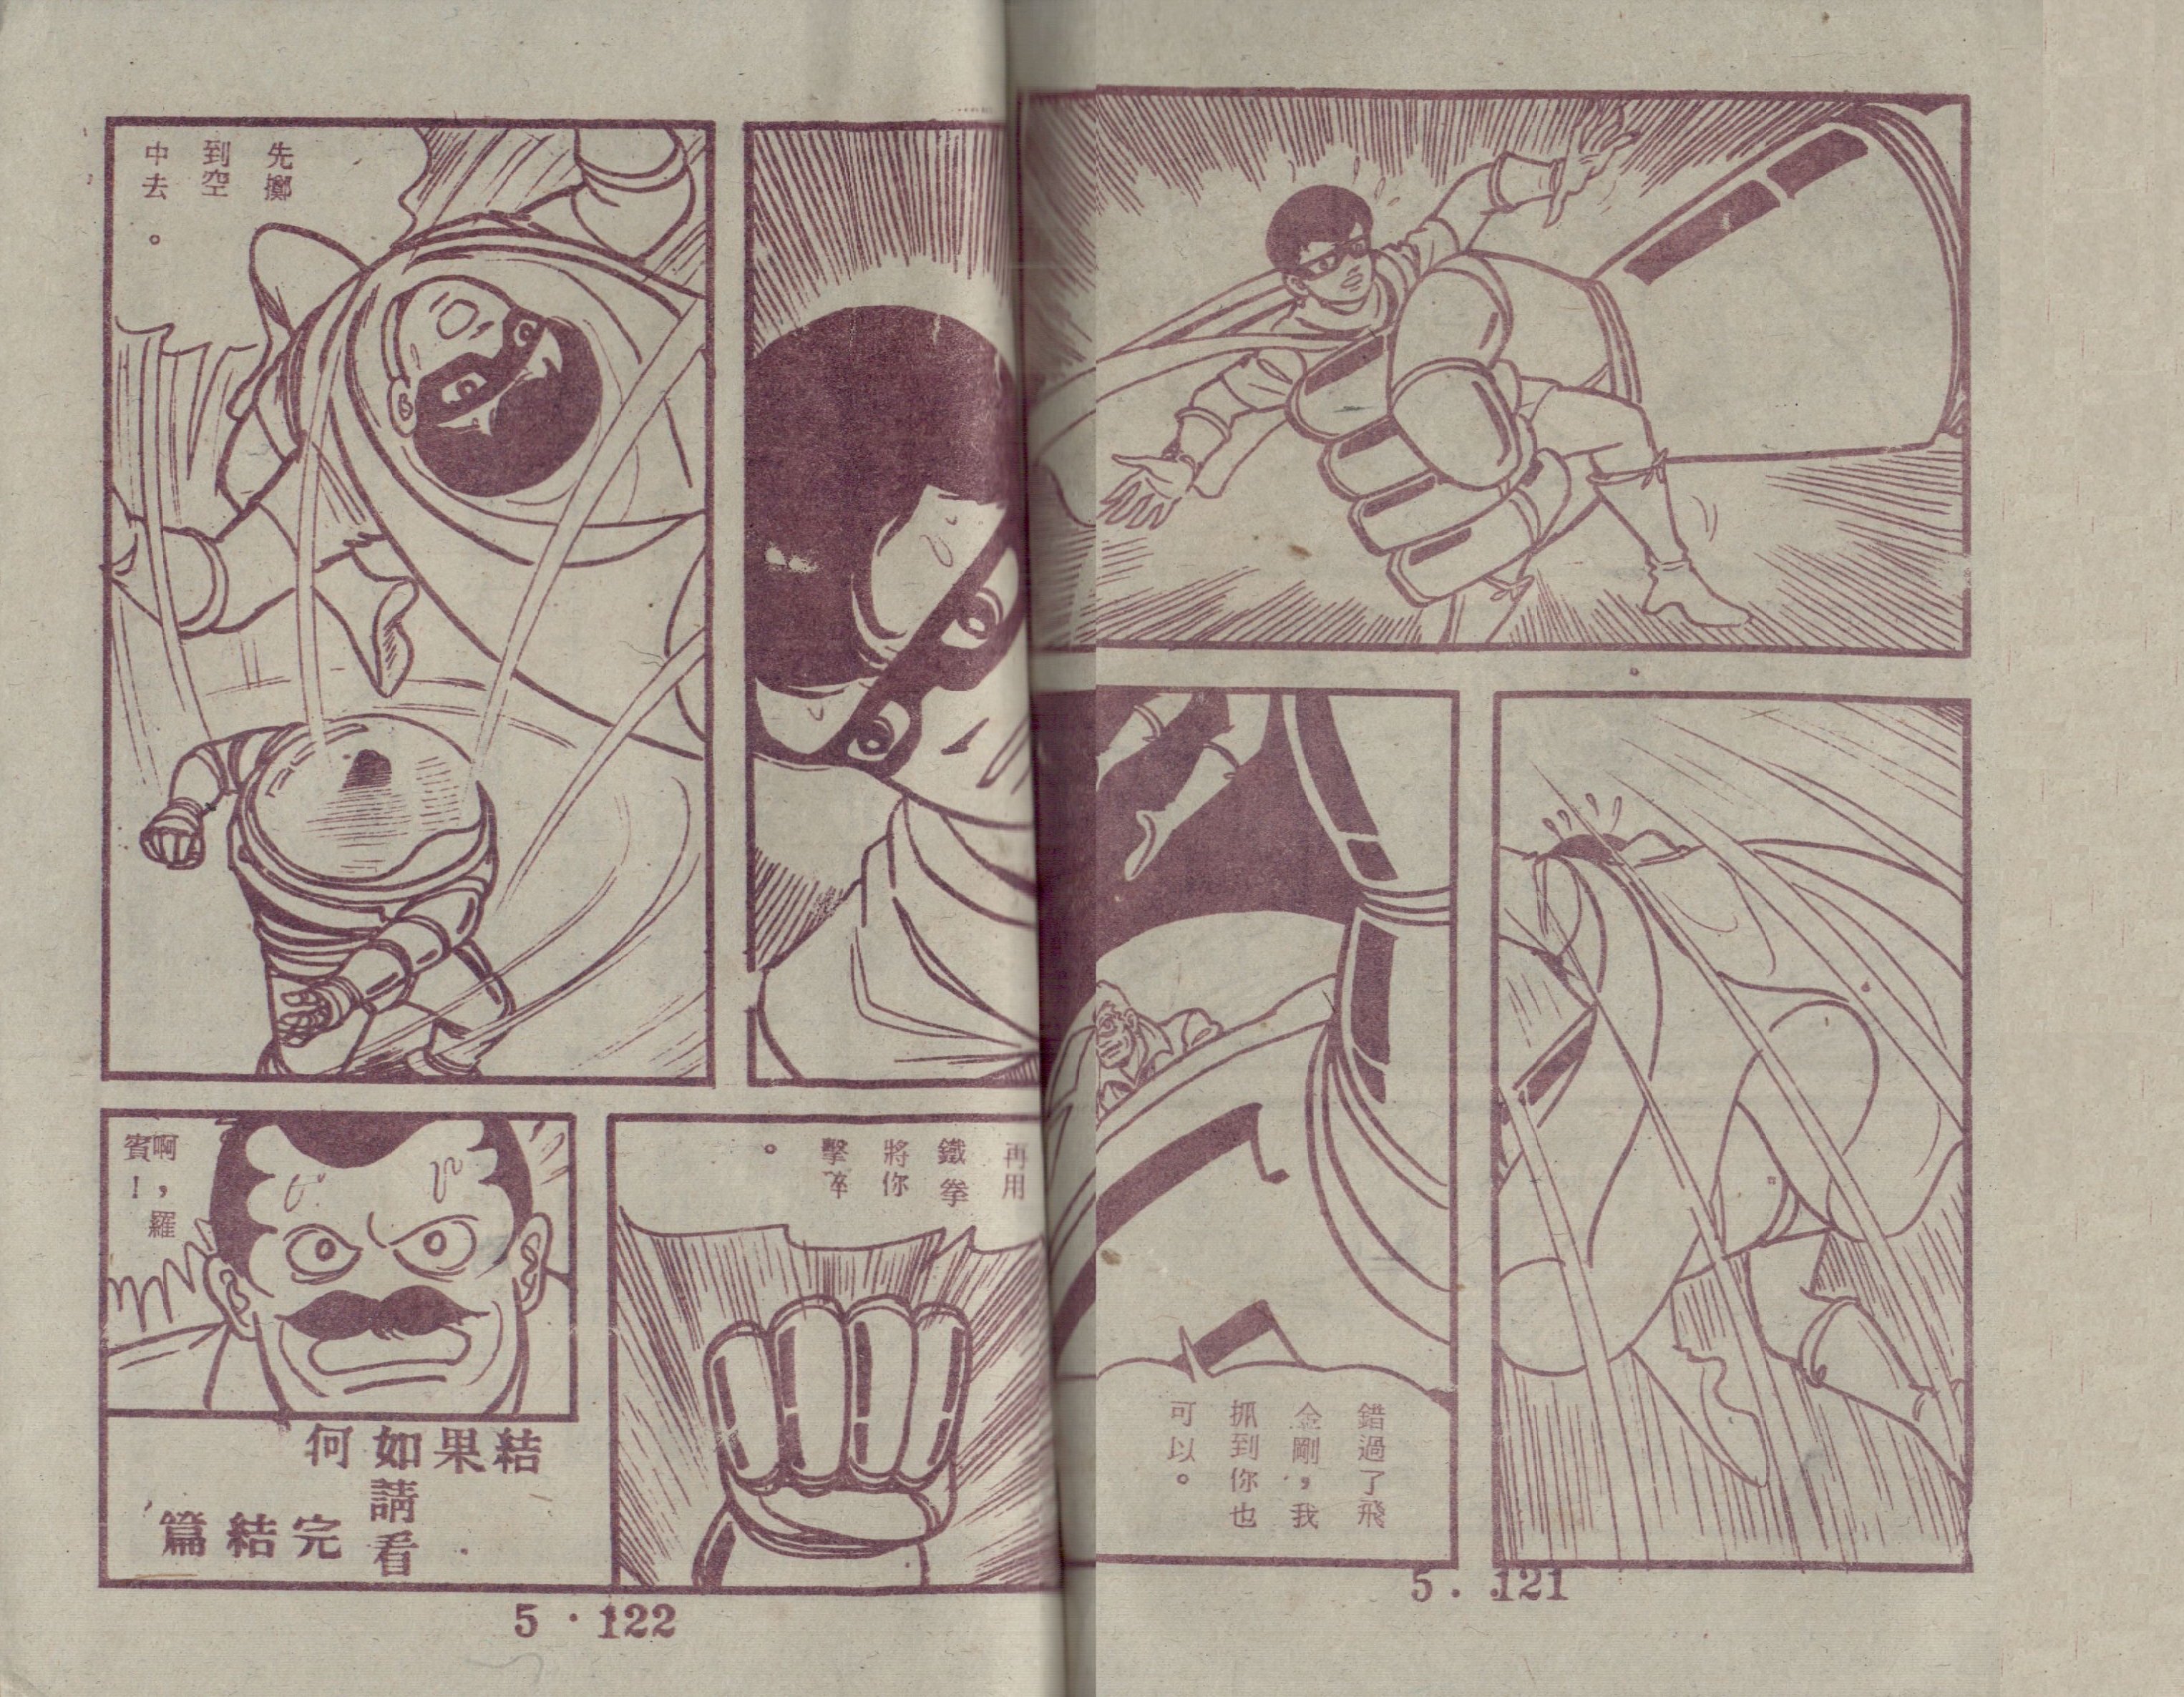 錯過了飛
金剛，我
抓到你也
可以。
5．121
先擲
到空
中去。
再用
鐵拳
將你
擊碎
。
啊，羅
賓！
結果如何
請看
完結篇
5·122